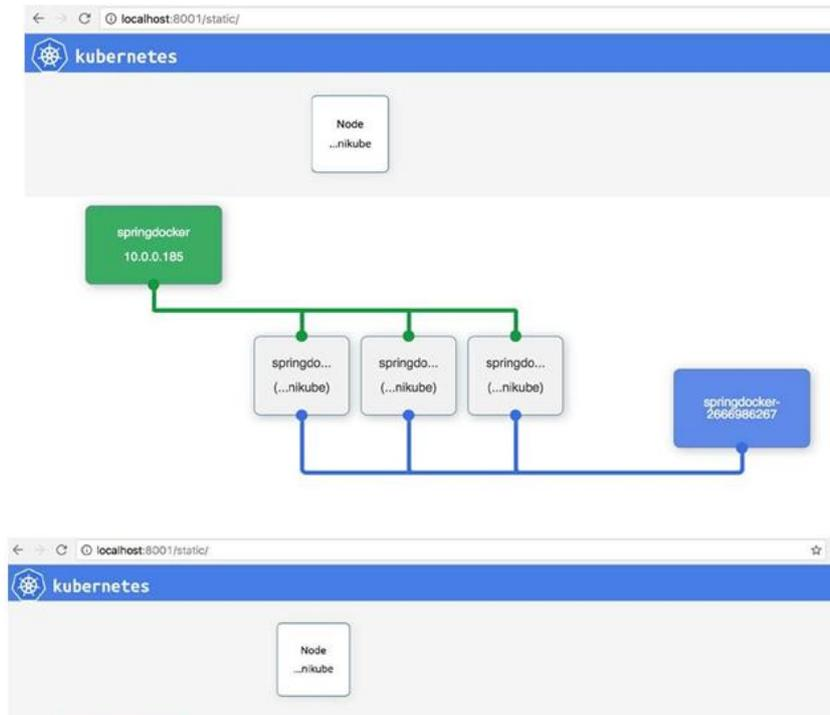 localhost:8001/static/
kubernetes
Node
...nikube
springdocker
10.0.0.185
springdo...
(...nikube)
springdo...
(...nikube)
springdo...
(...nikube)
springdocker-
2666986267
localhost:8001/static/
kubernetes
Node
...nikube